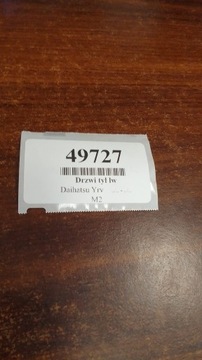 49727
Drzwi tył lw
Daihatsu Yrv
M2